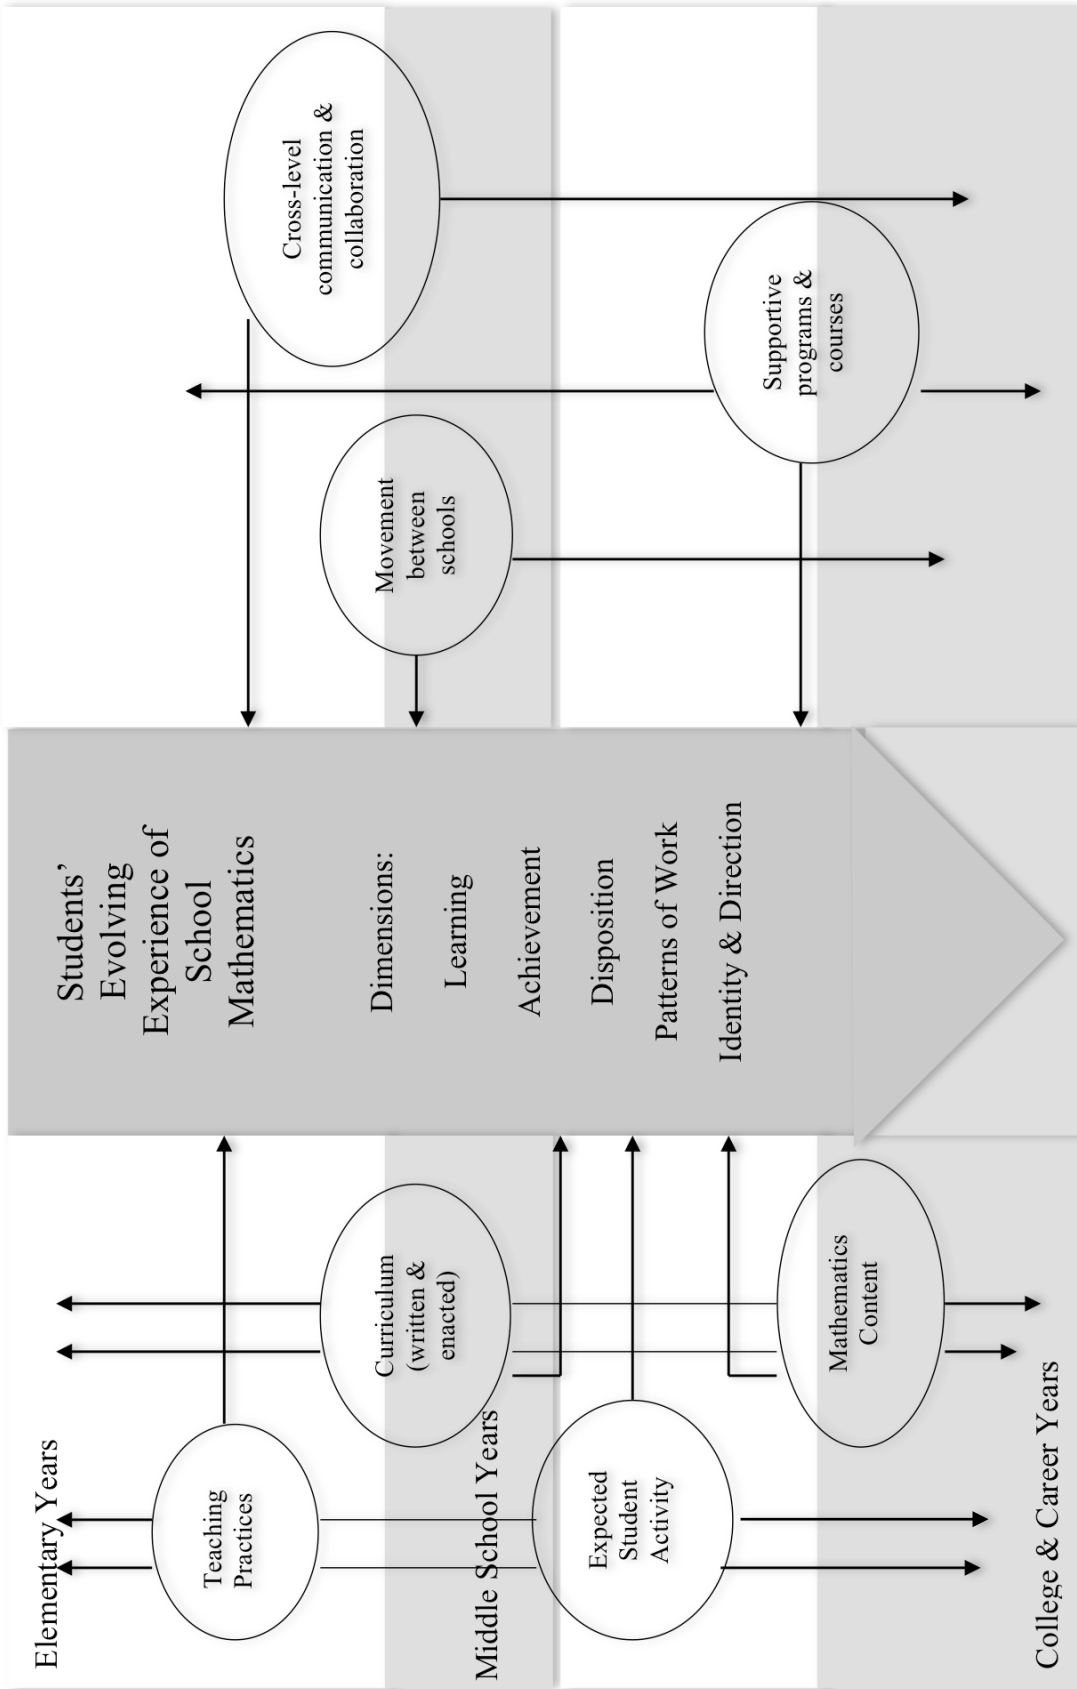 Elementary Years
Middle School Years
College & Career Years
Teaching
Practices
Curriculum
(written &
enacted)
Expected
Student
Activity
Mathematics
Content
Students’
Evolving
Experience of
School
Mathematics
Dimensions:
Learning
Achievement
Disposition
Patterns of Work
Identity & Direction
Cross-level
communication &
collaboration
Movement
between
schools
Supportive
programs &
courses